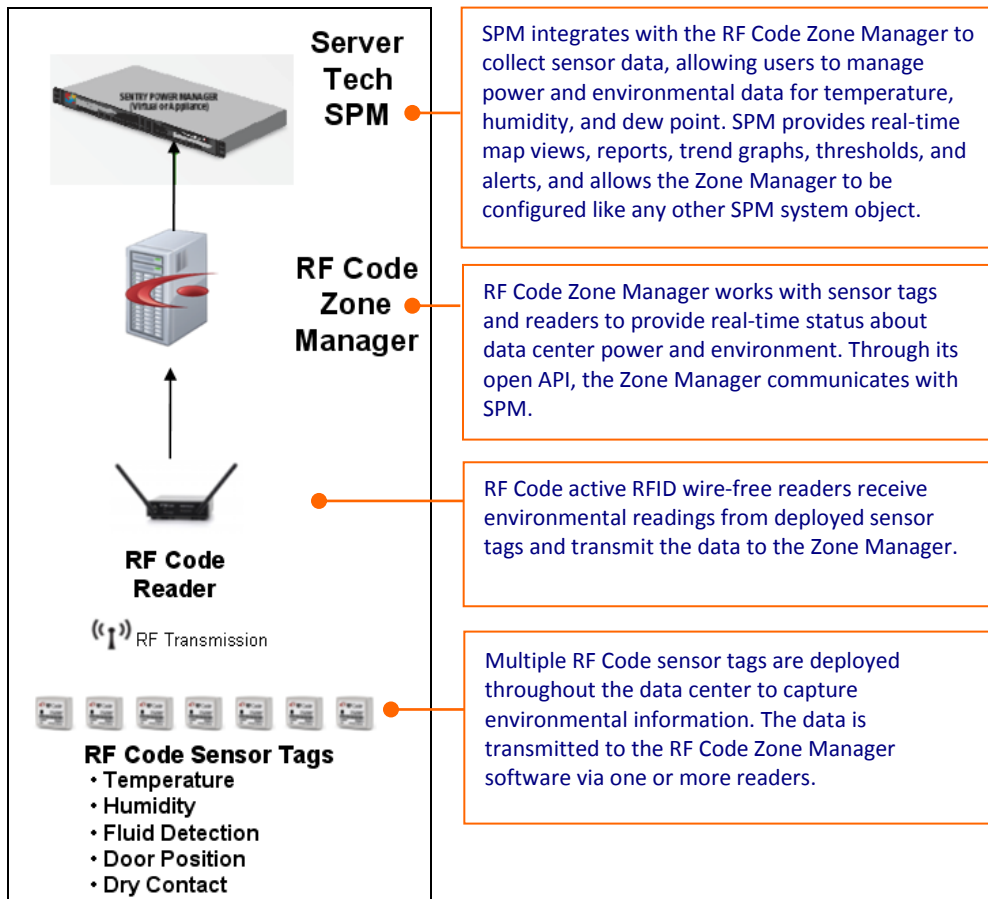 Server
Tech
SPM
SENTRY POWER MANAGER
(Virtual or Appliance)
SPM integrates with the RF Code Zone Manager to
collect sensor data, allowing users to manage
power and environmental data for temperature,
humidity, and dew point. SPM provides real-time
map views, reports, trend graphs, thresholds, and
alerts, and allows the Zone Manager to be
configured like any other SPM system object.
RF Code
Zone
Manager
RF Code Zone Manager works with sensor tags
and readers to provide real-time status about
data center power and environment. Through its
open API, the Zone Manager communicates with
SPM.
RF Code
Reader
RF Code active RFID wire-free readers receive
environmental readings from deployed sensor
tags and transmit the data to the Zone Manager.
RF Transmission
Multiple RF Code sensor tags are deployed
throughout the data center to capture
environmental information. The data is
transmitted to the RF Code Zone Manager
software via one or more readers.
RF Code Sensor Tags
• Temperature
• Humidity
• Fluid Detection
• Door Position
• Dry Contact